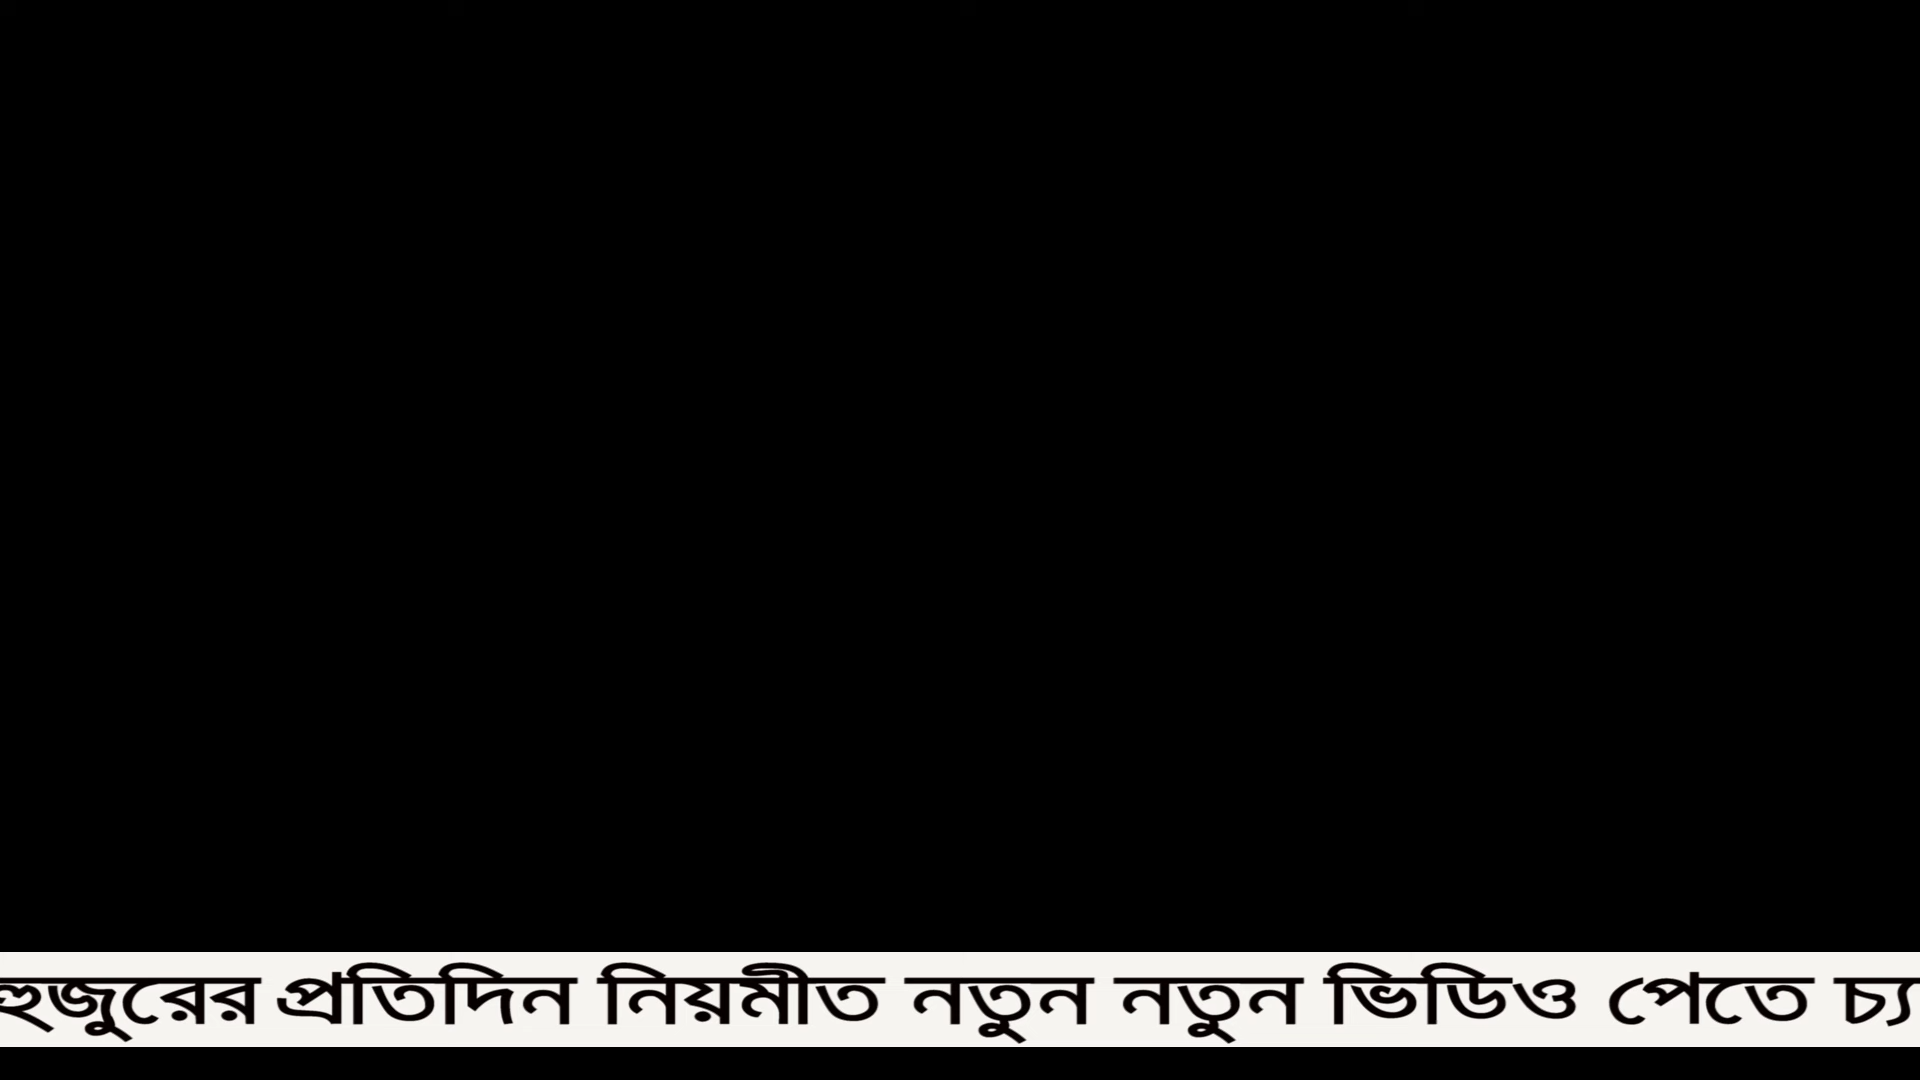 হুজুরের প্রতিদিন নিয়মীত নতুন নতুন ভিডিও পেতে চ্য